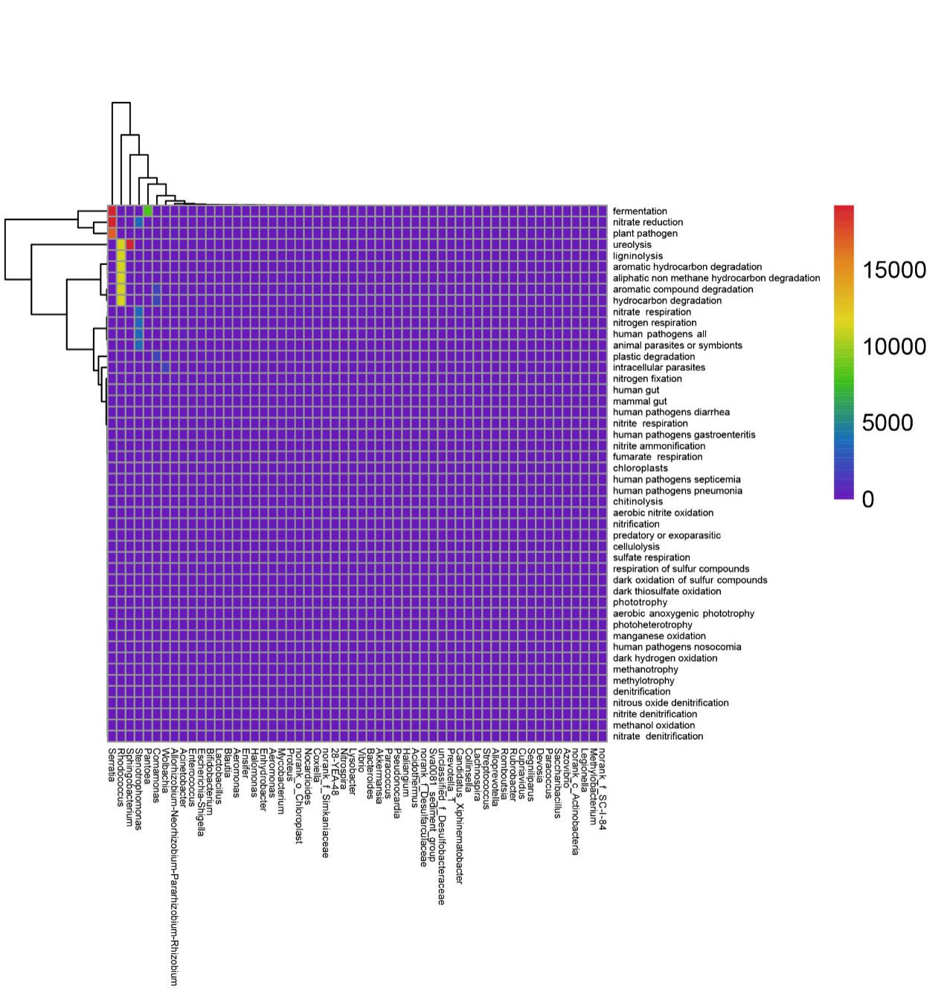 fermentation
nitrate reduction
plant pathogen
ureolysis
ligninolysis
aromatic hydrocarbon degradation
aliphatic non methane hydrocarbon degradation
aromatic compound degradation
hydrocarbon degradation
nitrate respiration
nitrogen respiration
human pathogens all
animal parasites or symbionts
plastic degradation
intracellular parasites
nitrogen fixation
human gut
mammal gut
human pathogens diarrhea
nitrite respiration
human pathogens gastroenteritis
nitrite ammonification
fumarate respiration
chloroplasts
human pathogens septicemia
human pathogens pneumonia
chitinolysis
aerobic nitrite oxidation
nitrification
predatory or exoparasitic
cellulolysis
sulfate respiration
respiration of sulfur compounds
dark oxidation of sulfur compounds
dark thiosulfate oxidation
phototrophy
aerobic anoxygenic phototrophy
photoheterotrophy
manganese oxidation
human pathogens nosocomia
dark hydrogen oxidation
methanotrophy
methylotrophy
denitrification
nitrous oxide denitrification
nitrite denitrification
methanol oxidation
nitrate denitrification
15000
10000
5000
0
Serratia
Rhodococcus
Sphingobacterium
Stenotrophomonas
Pantoea
Comamonas
Wolbachia
Allorhizobium-Neorhizobium-Pararhizobium-Rhizobium
Acinetobacter
Enterococcus
Escherichia-Shigella
Bifidobacterium
Lactobacillus
Blautia
Aeromonas
Ensifer
Halomonas
Enhydrobacter
Aeromonas
Mycobacterium
Proteus
norank_o_Chloroplast
Nocardioides
Coxiella
norank_f_Simkaniaceae
28-YEA-48
Nitrospira
Lysobacter
Vibrio
Bacteroides
Akkermansia
Paracoccus
Pseudonocardia
Haliangium
Acidothermus
norank_f_Desulfarculaceae
Sva0081_sediment_group
unclassified_f_Desulfobacteraceae
Prevotella_1
Candidatus_Xiphinematobacter
Collinsella
Lachnospira
Streptococcus
Alloprevotella
Romboutsia
Rubrobacter
Cupriavidus
Segniliparus
Devosia
Paracoccus
Saccharibacillus
Azovibrio
norank_c_Actinobacteria
Legionella
Methylobacterium
norank_f_SC-I-84